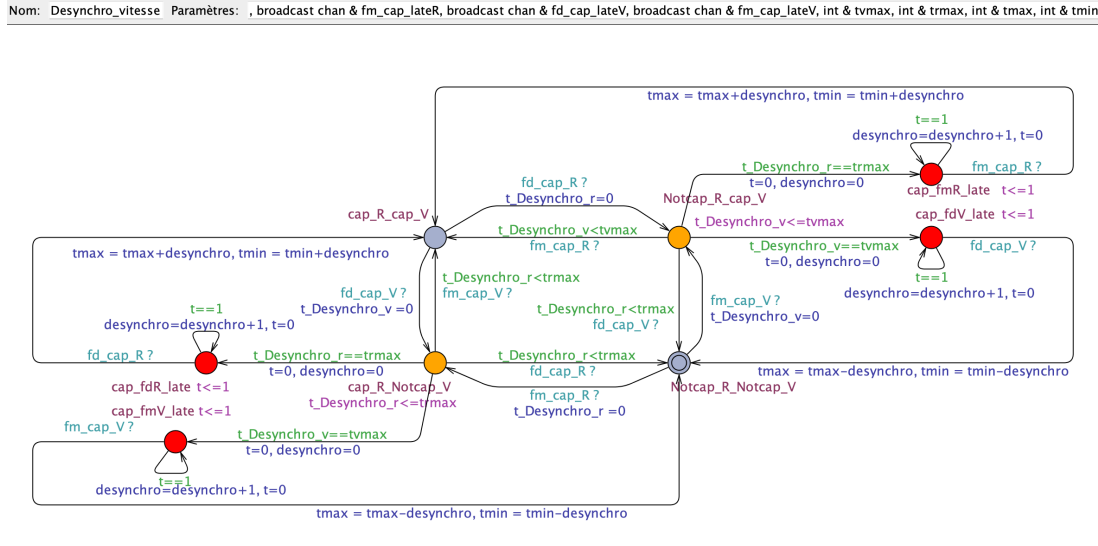 Nom: Desynchro_vitesse Paramètres: , broadcast chan & fm_cap_lateR, broadcast chan & fd_cap_lateV, broadcast chan & fm_cap_lateV, int & tvmax, int & trmax, int & tmax, int & tmin
tmax = tmax+desynchro, tmin = tmin+desynchro
t==1
desynchro=desynchro+1, t=0
t_Desynchro_r==trmax
fm_cap_R ?
t=0, desynchro=0
cap_fmR_late t<=1
fd_cap_R ?
t_Desynchro_r=0
Notcap_R_cap_V
cap_R_cap_V
cap_fdV_late t<=1
t_Desynchro_v<=tvmax
t_Desynchro_v<tvmax
fm_cap_R ?
t_Desynchro_v==tvmax
t=0, desynchro=0
fd_cap_V ?
tmax = tmax+desynchro, tmin = tmin+desynchro
t_Desynchro_r<trmax
fm_cap_V ?
t==1
desynchro=desynchro+1, t=0
fd_cap_V ?
t_Desynchro_v =0
t_Desynchro_r<trmax
fd_cap_V ?
fm_cap_V ?
t_Desynchro_v=0
t==1
desynchro=desynchro+1, t=0
fd_cap_R ?
t_Desynchro_r==trmax
t=0, desynchro=0
t_Desynchro_r<trmax
fd_cap_R ?
tmax = tmax-desynchro, tmin = tmin-desynchro
cap_fdR_late t<=1
cap_R_Notcap_V
t_Desynchro_r<=trmax
Notcap_R_Notcap_V
fm_cap_R ?
t_Desynchro_r =0
cap_fmV_late t<=1
fm_cap_V ?
t_Desynchro_v==tvmax
t=0, desynchro=0
t==1
desynchro=desynchro+1, t=0
tmax = tmax-desynchro, tmin = tmin-desynchro